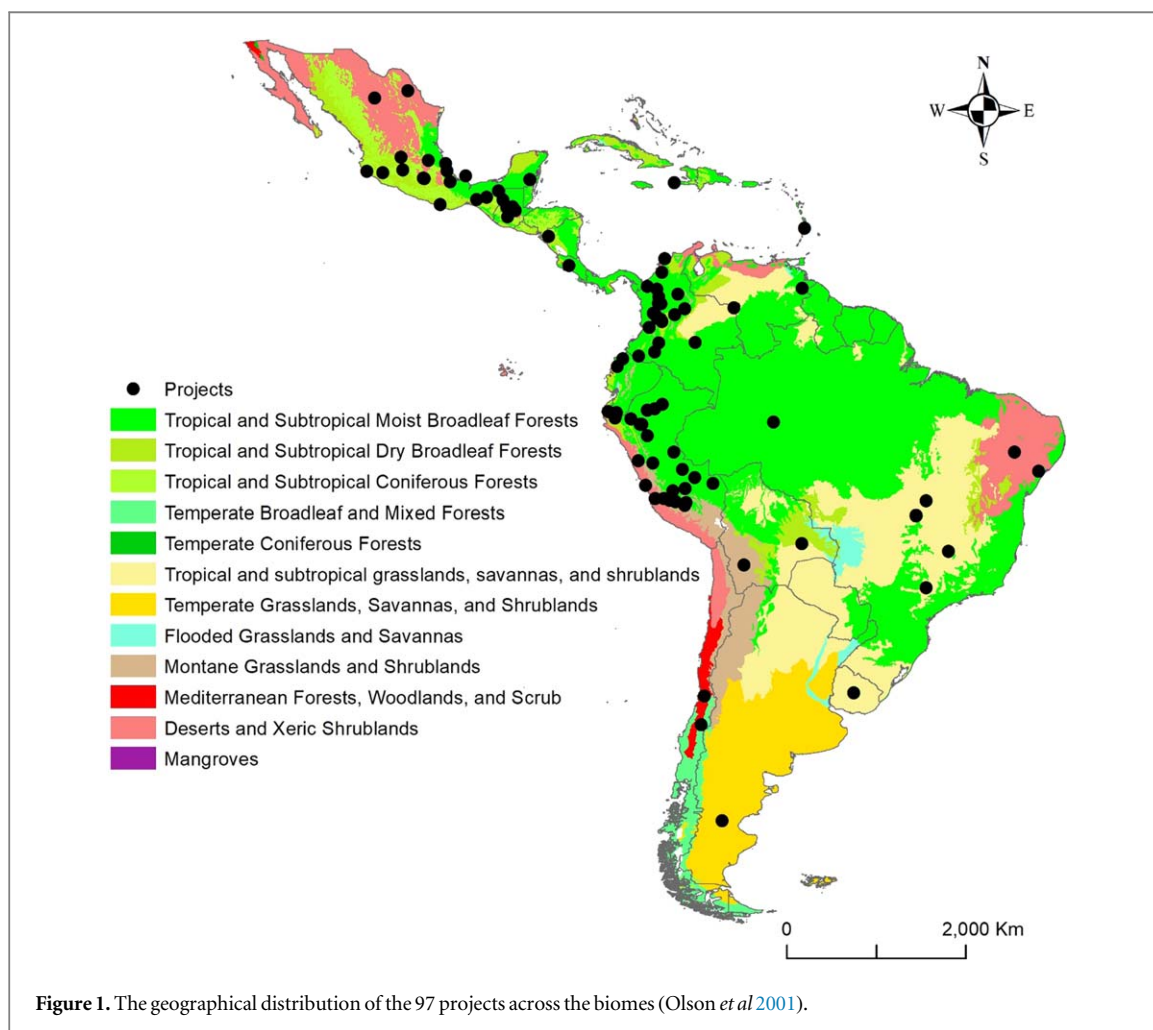 N
W E
S
Projects
Tropical and Subtropical Moist Broadleaf Forests
Tropical and Subtropical Dry Broadleaf Forests
Tropical and Subtropical Coniferous Forests
Temperate Broadleaf and Mixed Forests
Temperate Coniferous Forests
Tropical and subtropical grasslands, savannas, and shrublands
Temperate Grasslands, Savannas, and Shrublands
Flooded Grasslands and Savannas
Montane Grasslands and Shrublands
Mediterranean Forests, Woodlands, and Scrub
Deserts and Xeric Shrublands
Mangroves
0 2,000 Km
Figure 1. The geographical distribution of the 97 projects across the biomes (Olson et al 2001).